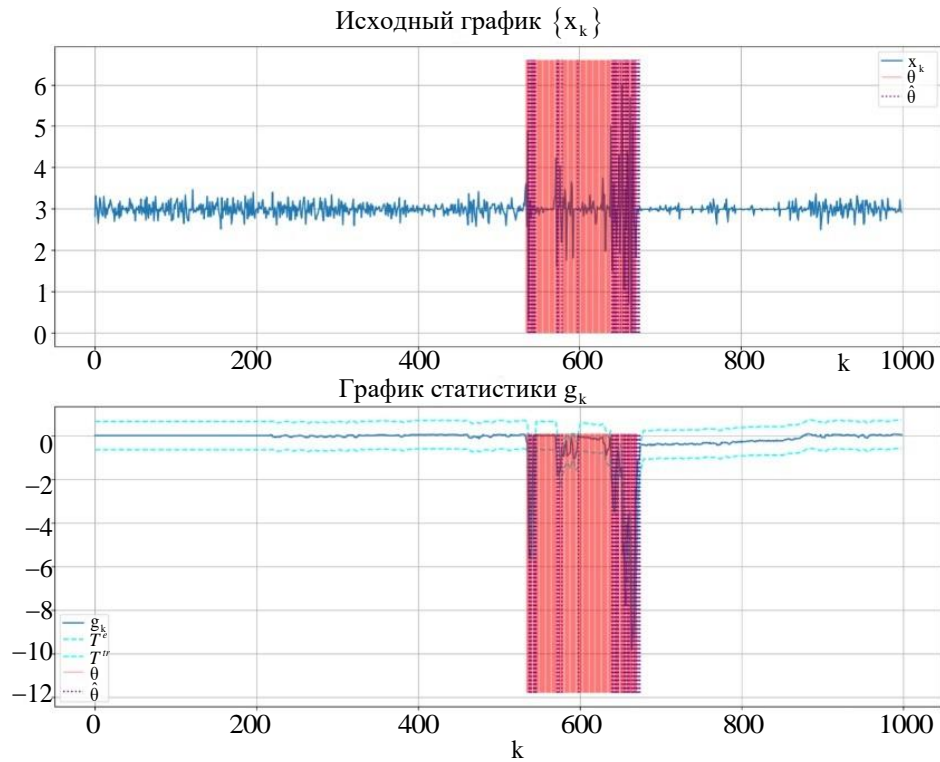 Исходный график {x_k}
6
5
4
3
2
1
0
x_k
θ
θ̂
0 200 400 600 800 1000
k
График статистики g_k
0
−2
−4
−6
−8
−10
−12
g_k
T^e
T^tr
θ
θ̂
0 200 400 600 800 1000
k